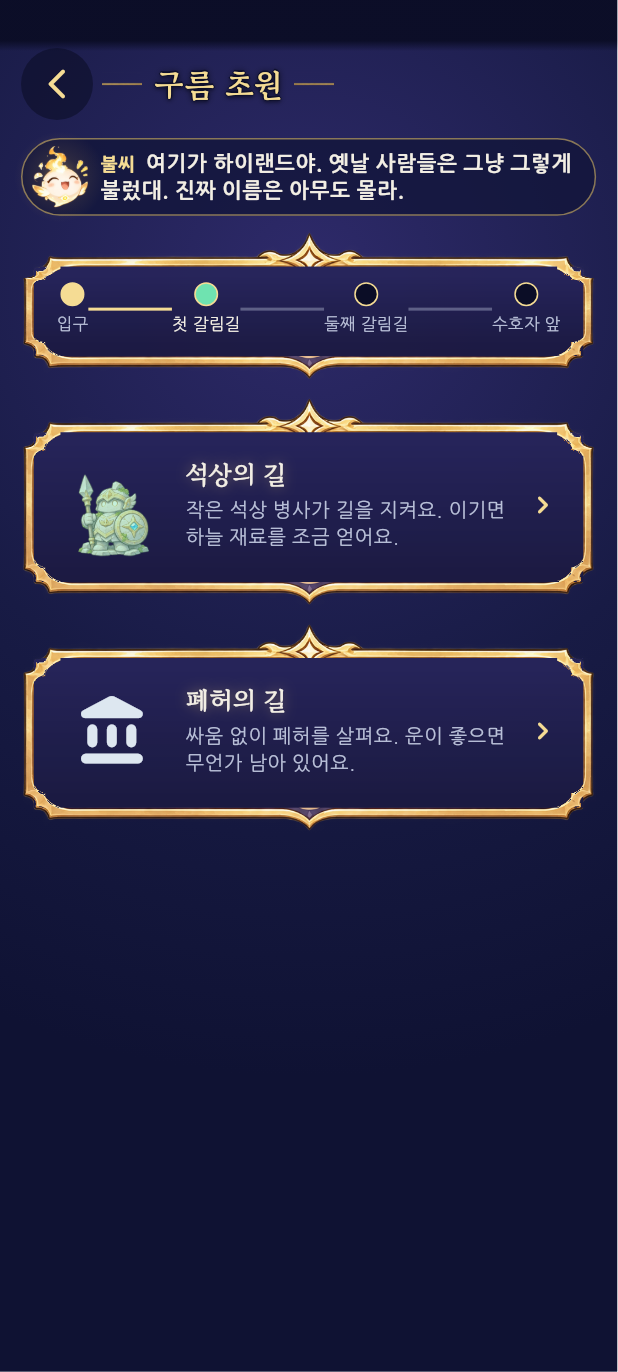 구름 초원
불씨 여기가 하이랜드야. 옛날 사람들은 그냥 그렇게
불렀대. 진짜 이름은 아무도 몰라.
입구 첫 갈림길 둘째 갈림길 수호자 앞
석상의 길
작은 석상 병사가 길을 지켜요. 이기면
하늘 재료를 조금 얻어요.
폐허의 길
싸움 없이 폐허를 살펴요. 운이 좋으면
무언가 남아 있어요.